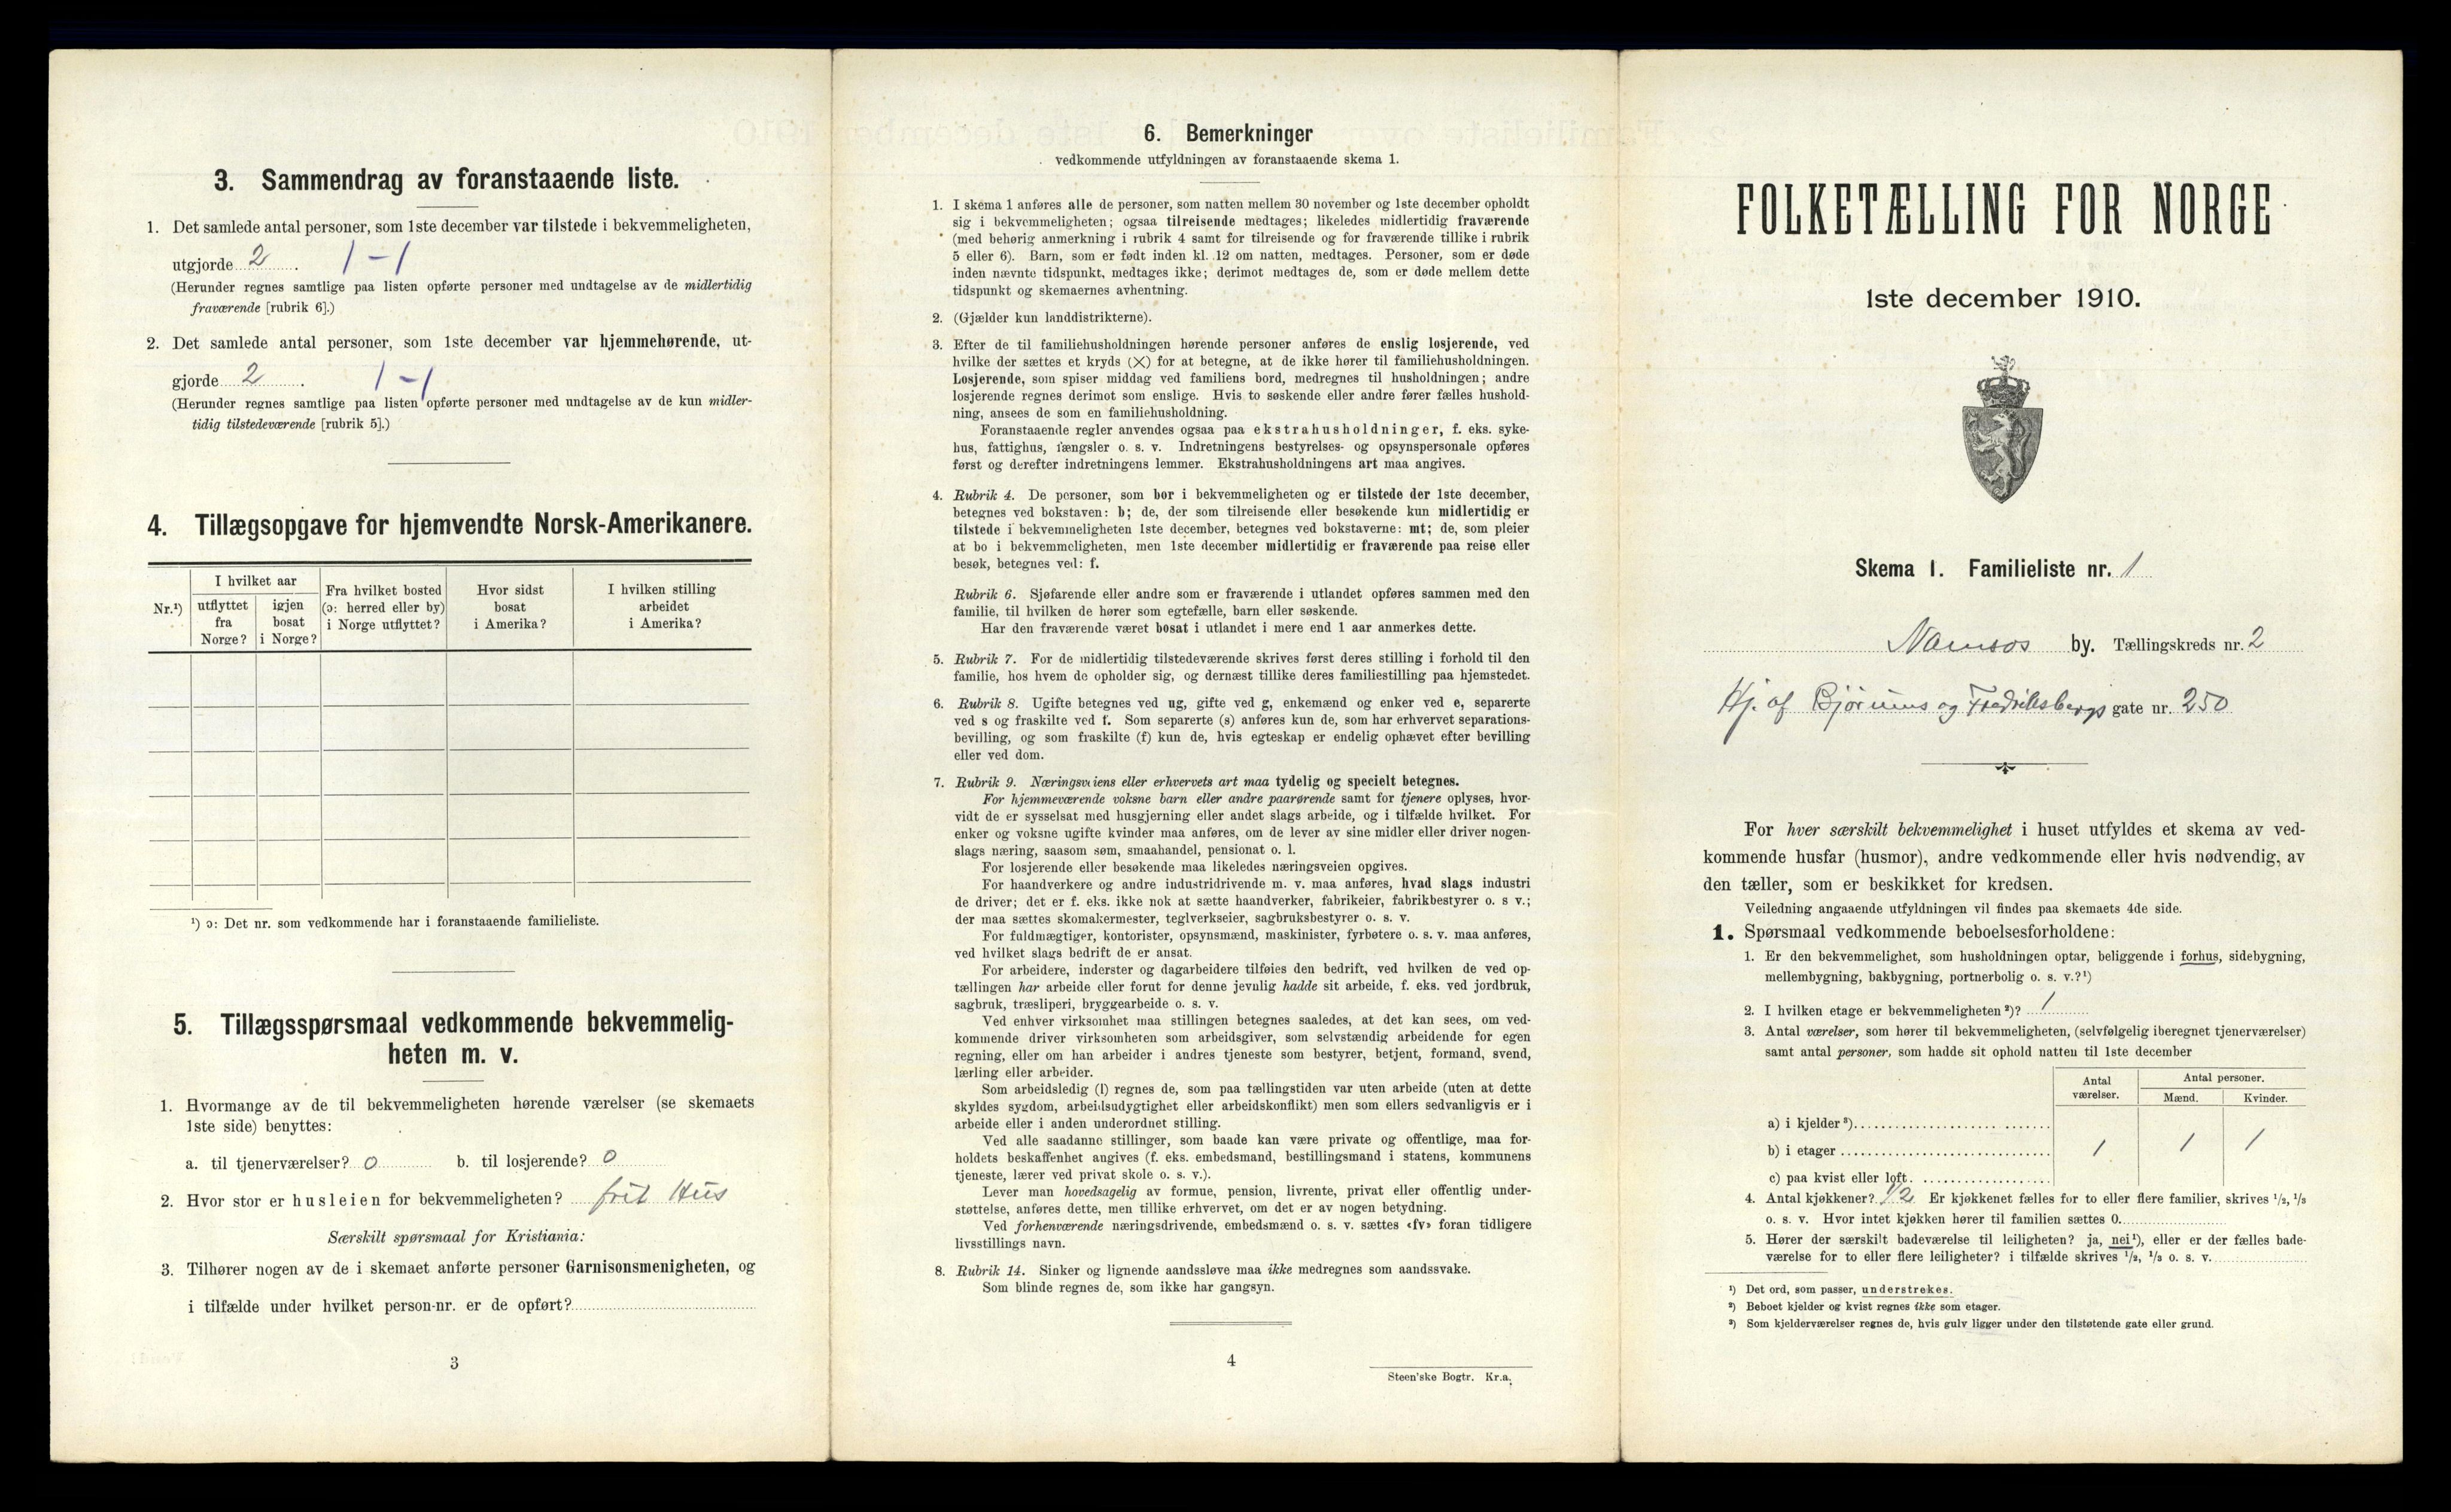 3. Sammendrag av foranstaaende liste.
1. Det samlede antal personer, som 1ste december var tilstede i bekvemmeligheten,
utgjorde 2. 1 – 1
(Herunder regnes samtlige paa listen opførte personer med undtagelse av de midlertidig
fraværende [rubrik 6].)
2. Det samlede antal personer, som 1ste december var hjemmehørende, ut-
gjorde 2. 1 – 1
(Herunder regnes samtlige paa listen opførte personer med undtagelse av de kun midler-
tidig tilstedeværende [rubrik 5].)
4. Tillægsopgave for hjemvendte Norsk-Amerikanere.
Nr.¹)
I hvilket aar
utflyttet fra Norge?
igjen bosat i Norge?
Fra hvilket bosted (ɔ: herred eller by) i Norge utflyttet?
Hvor sidst bosat i Amerika?
I hvilken stilling arbeidet i Amerika?
¹) ɔ: Det nr. som vedkommende har i foranstaaende familieliste.
5. Tillægsspørsmaal vedkommende bekvemmelig-
heten m. v.
1. Hvormange av de til bekvemmeligheten hørende værelser (se skemaets
1ste side) benyttes:
a. til tjenerværelser? 0 b. til losjerende? 0
2. Hvor stor er husleien for bekvemmeligheten? frit Hus
Særskilt spørsmaal for Kristiania:
3. Tilhører nogen av de i skemaet anførte personer Garnisonsmenigheten, og
i tilfælde under hvilket person-nr. er de opført?
3
6. Bemerkninger
vedkommende utfyldningen av foranstaaende skema 1.
1. I skema 1 anføres alle de personer, som natten mellem 30 november og 1ste december opholdt
sig i bekvemmeligheten; ogsaa tilreisende medtages; likeledes midlertidig fraværende
(med behørig anmerkning i rubrik 4 samt for tilreisende og for fraværende tillike i rubrik
5 eller 6). Barn, som er født inden kl. 12 om natten, medtages. Personer, som er døde
inden nævnte tidspunkt, medtages ikke; derimot medtages de, som er døde mellem dette
tidspunkt og skemaernes avhentning.
2. (Gjælder kun landdistrikterne).
3. Efter de til familiehusholdningen hørende personer anføres de enslig losjerende, ved
hvilke der sættes et kryds (×) for at betegne, at de ikke hører til familiehusholdningen.
Losjerende, som spiser middag ved familiens bord, medregnes til husholdningen; andre
losjerende regnes derimot som enslige. Hvis to søskende eller andre fører fælles hushold-
ning, ansees de som en familiehusholdning.
Foranstaaende regler anvendes ogsaa paa ekstrahusholdninger, f. eks. syke-
hus, fattighus, fængsler o. s. v. Indretningens bestyrelses- og opsynspersonale opføres
først og derefter indretningens lemmer. Ekstrahusholdningens art maa angives.
4. Rubrik 4. De personer, som bor i bekvemmeligheten og er tilstede der 1ste december,
betegnes ved bokstaven: b; de, der som tilreisende eller besøkende kun midlertidig er
tilstede i bekvemmeligheten 1ste december, betegnes ved bokstaverne: mt; de, som pleier
at bo i bekvemmeligheten, men 1ste december midlertidig er fraværende paa reise eller
besøk, betegnes ved: f.
Rubrik 6. Sjøfarende eller andre som er fraværende i utlandet opføres sammen med den
familie, til hvilken de hører som egtefælle, barn eller søskende.
Har den fraværende været bosat i utlandet i mere end 1 aar anmerkes dette.
5. Rubrik 7. For de midlertidig tilstedeværende skrives først deres stilling i forhold til den
familie, hos hvem de opholder sig, og dernæst tillike deres familiestilling paa hjemstedet.
6. Rubrik 8. Ugifte betegnes ved ug, gifte ved g, enkemænd og enker ved e, separerte
ved s og fraskilte ved f. Som separerte (s) anføres kun de, som har erhvervet separations-
bevilling, og som fraskilte (f) kun de, hvis egteskap er endelig ophævet efter bevilling
eller ved dom.
7. Rubrik 9. Næringsveiens eller erhvervets art maa tydelig og specielt betegnes.
For hjemmeværende voksne barn eller andre paarørende samt for tjenere oplyses, hvor-
vidt de er sysselsat med husgjerning eller andet slags arbeide, og i tilfælde hvilket. For
enker og voksne ugifte kvinder maa anføres, om de lever av sine midler eller driver nogen-
slags næring, saasom søm, smaahandel, pensionat o. l.
For losjerende eller besøkende maa likeledes næringsveien opgives.
For haandverkere og andre industridrivende m. v. maa anføres, hvad slags industri
de driver; det er f. eks. ikke nok at sætte haandverker, fabrikeier, fabrikbestyrer o. s v.;
der maa sættes skomakermester, teglverkseier, sagbruksbestyrer o. s. v.
For fuldmægtiger, kontorister, opsynsmænd, maskinister, fyrbøtere o. s. v. maa anføres,
ved hvilket slags bedrift de er ansat.
For arbeidere, inderster og dagarbeidere tilføies den bedrift, ved hvilken de ved op-
tællingen har arbeide eller forut for denne jevnlig hadde sit arbeide, f. eks. ved jordbruk,
sagbruk, træsliperi, bryggearbeide o. s. v.
Ved enhver virksomhet maa stillingen betegnes saaledes, at det kan sees, om ved-
kommende driver virksomheten som arbeidsgiver, som selvstændig arbeidende for egen
regning, eller om han arbeider i andres tjeneste som bestyrer, betjent, formand, svend,
lærling eller arbeider.
Som arbeidsledig (l) regnes de, som paa tællingstiden var uten arbeide (uten at dette
skyldes sygdom, arbeidsudygtighet eller arbeidskonflikt) men som ellers sedvanligvis er i
arbeide eller i anden underordnet stilling.
Ved alle saadanne stillinger, som baade kan være private og offentlige, maa for-
holdets beskaffenhet angives (f. eks. embedsmand, bestillingsmand i statens, kommunens
tjeneste, lærer ved privat skole o. s. v.).
Lever man hovedsagelig av formue, pension, livrente, privat eller offentlig under-
støttelse, anføres dette, men tillike erhvervet, om det er av nogen betydning.
Ved forhenværende næringsdrivende, embedsmænd o. s. v. sættes «fv» foran tidligere
livsstillings navn.
8. Rubrik 14. Sinker og lignende aandssløve maa ikke medregnes som aandssvake.
Som blinde regnes de, som ikke har gangsyn.
4
Steen'ske Bogtr. Kr.a.
FOLKETÆLLING FOR NORGE
1ste december 1910.
Skema 1. Familieliste nr. 1
Namsos by. Tællingskreds nr. 2
Hj. af Bjørums og Fredriksbergs gate nr. 250
For hver særskilt bekvemmelighet i huset utfyldes et skema av ved-
kommende husfar (husmor), andre vedkommende eller hvis nødvendig, av
den tæller, som er beskikket for kredsen.
Veiledning angaaende utfyldningen vil findes paa skemaets 4de side.
1. Spørsmaal vedkommende beboelsesforholdene:
1. Er den bekvemmelighet, som husholdningen optar, beliggende i forhus, sidebygning,
mellembygning, bakbygning, portnerbolig o. s. v.?¹)
2. I hvilken etage er bekvemmeligheten²)? 1
3. Antal værelser, som hører til bekvemmeligheten, (selvfølgelig iberegnet tjenerværelser)
samt antal personer, som hadde sit ophold natten til 1ste december
Antal værelser. Antal personer.
Mænd. Kvinder.
a) i kjelder³)
b) i etager 1 1 1
c) paa kvist eller loft.
4. Antal kjøkkener? 1/2 Er kjøkkenet fælles for to eller flere familier, skrives ¹/₂, ¹/₃
o. s. v. Hvor intet kjøkken hører til familien sættes 0.
5. Hører der særskilt badeværelse til leiligheten? ja, nei¹), eller er der fælles bade-
værelse for to eller flere leiligheter? i tilfælde skrives ¹/₂, ¹/₃ o. s. v.
¹) Det ord, som passer, understrekes.
²) Beboet kjelder og kvist regnes ikke som etager.
³) Som kjelderværelser regnes de, hvis gulv ligger under den tilstøtende gate eller grund.